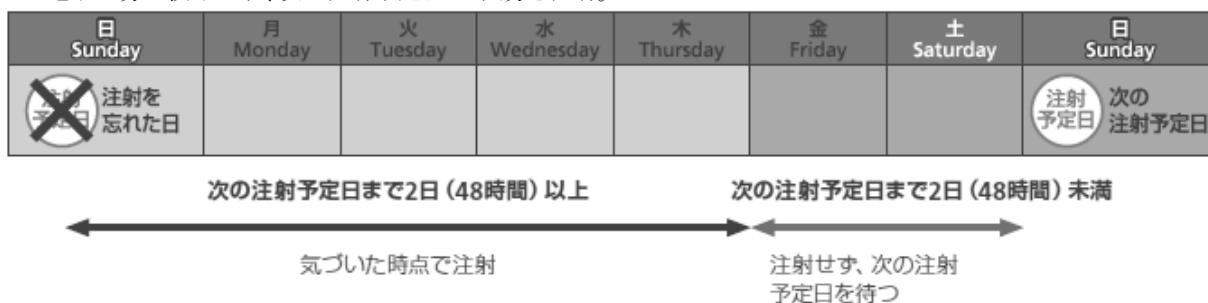 日 月 火 水 木 金 土 日
Sunday Monday Tuesday Wednesday Thursday Friday Saturday Sunday
注射
予定日
注射を
忘れた日
注射
予定日
次の
注射予定日
次の注射予定日まで2日（48時間）以上
次の注射予定日まで2日（48時間）未満
気づいた時点で注射
注射せず、次の注射
予定日を待つ